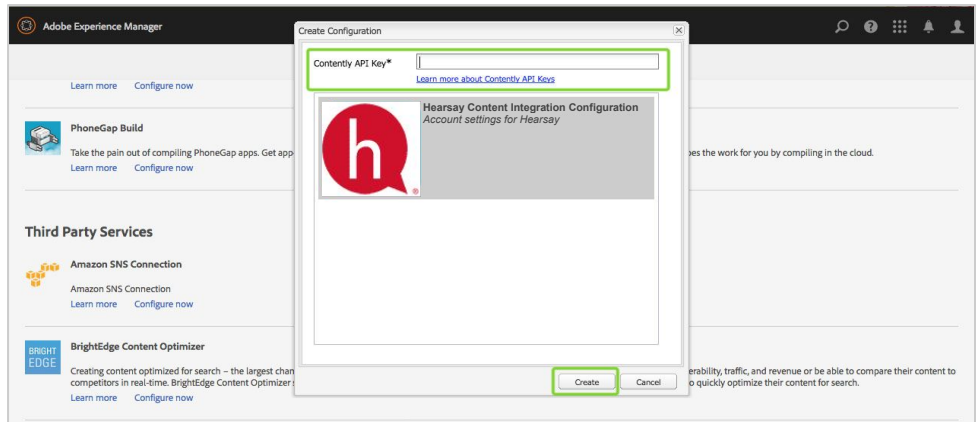 Adobe Experience Manager
Create Configuration
Contently API Key*
Learn more about Contently API Keys
h
®
Hearsay Content Integration Configuration
Account settings for Hearsay
Create
Cancel
Learn more Configure now
PhoneGap Build
Take the pain out of compiling PhoneGap apps. Get app
es the work for you by compiling in the cloud.
Learn more Configure now
Third Party Services
Amazon SNS Connection
Amazon SNS Connection
Learn more Configure now
BRIGHT
EDGE
BrightEdge Content Optimizer
Creating content optimized for search – the largest chan
erability, traffic, and revenue or be able to compare their content to
competitors in real-time. BrightEdge Content Optimizer
o quickly optimize their content for search.
Learn more Configure now